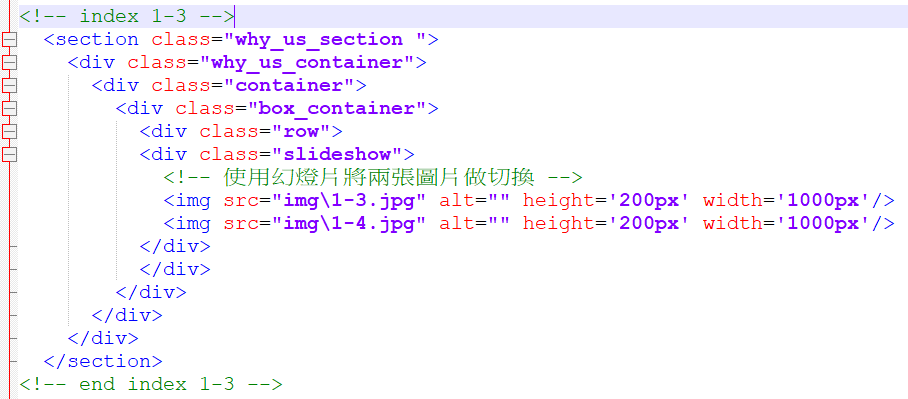 <!-- index 1-3 -->
<section class="why_us_section ">
<div class="why_us_container">
<div class="container">
<div class="box_container">
<div class="row">
<div class="slideshow">
<!-- 使用幻燈片將兩張圖片做切換 -->
<img src="img\1-3.jpg" alt="" height='200px' width='1000px'/>
<img src="img\1-4.jpg" alt="" height='200px' width='1000px'/>
</div>
</div>
</div>
</div>
</div>
</section>
<!-- end index 1-3 -->